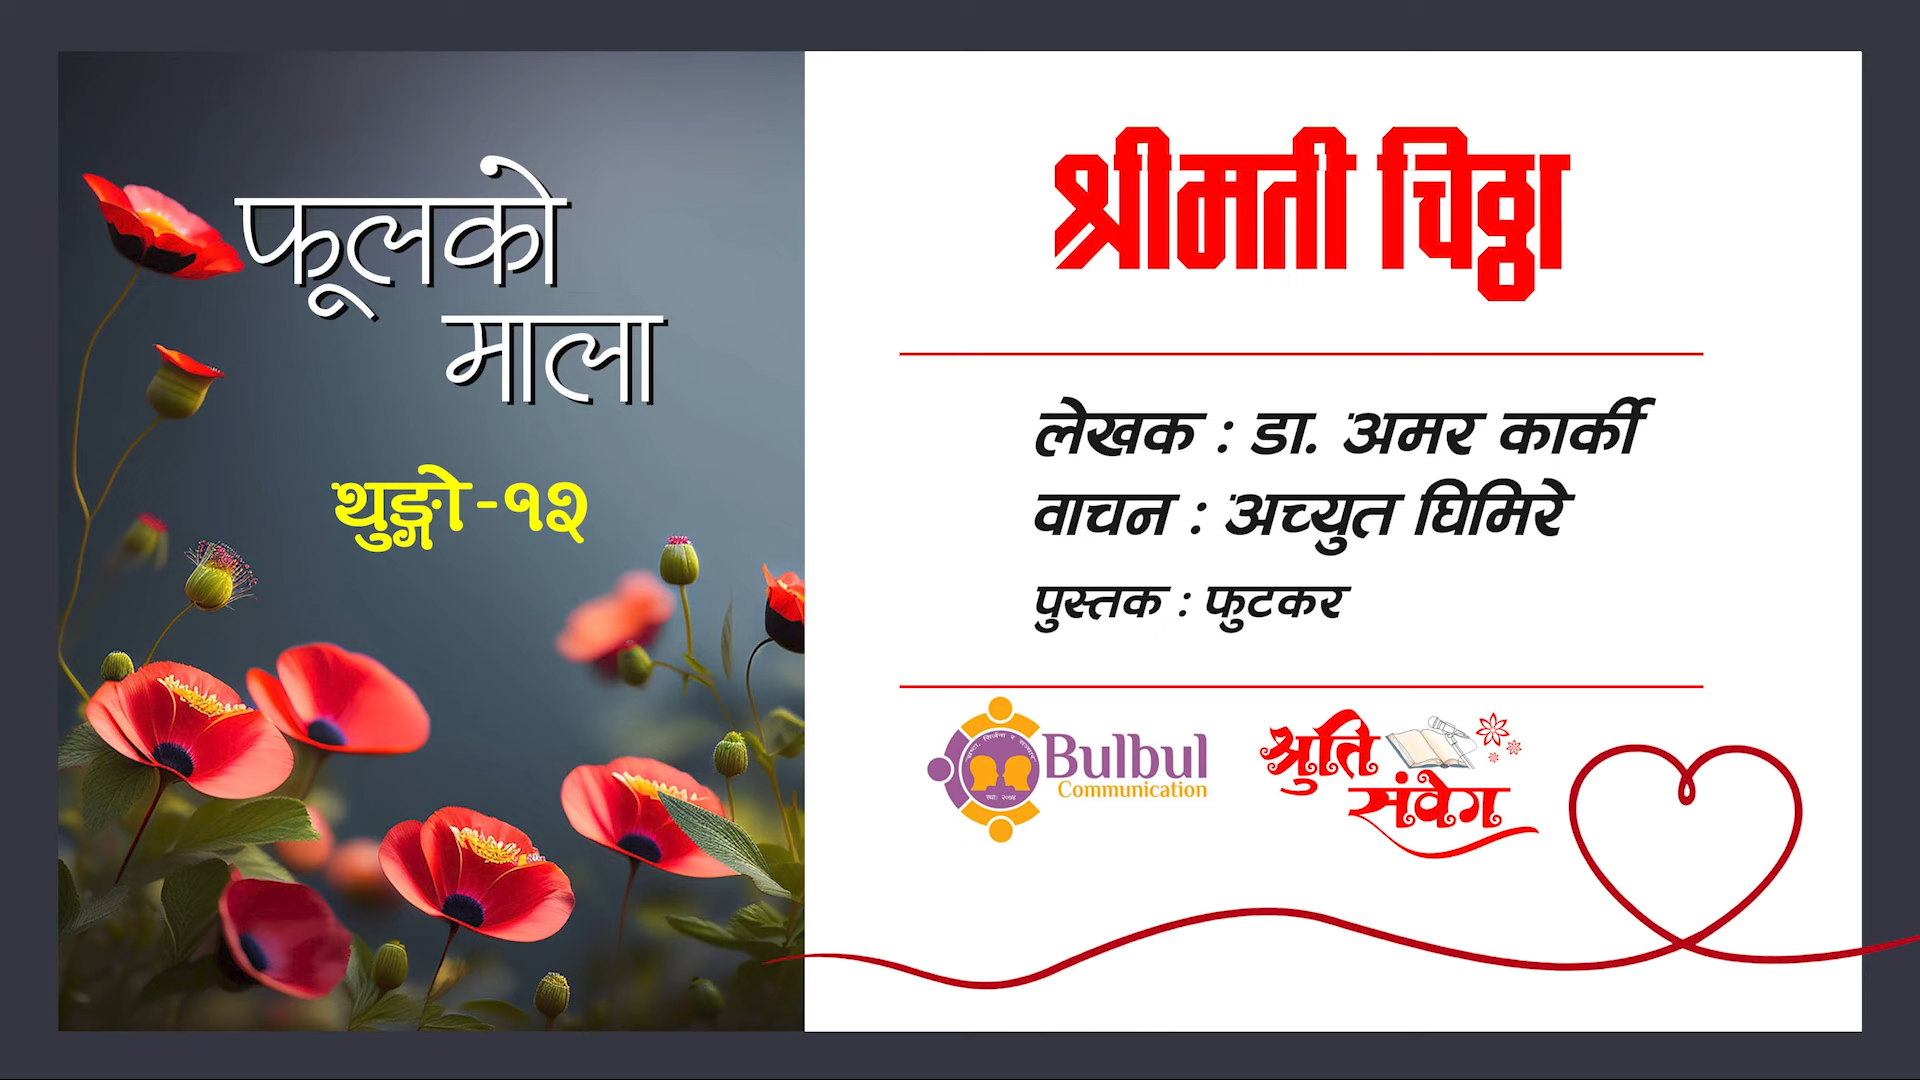 फूलको
माला
थुङ्गो-१२
श्रीमती चिठ्ठा
लेखक : डा. अमर कार्की
वाचन : अच्युत घिमिरे
पुस्तक : फुटकर
Bulbul
Communication
श्रुति
संवेग